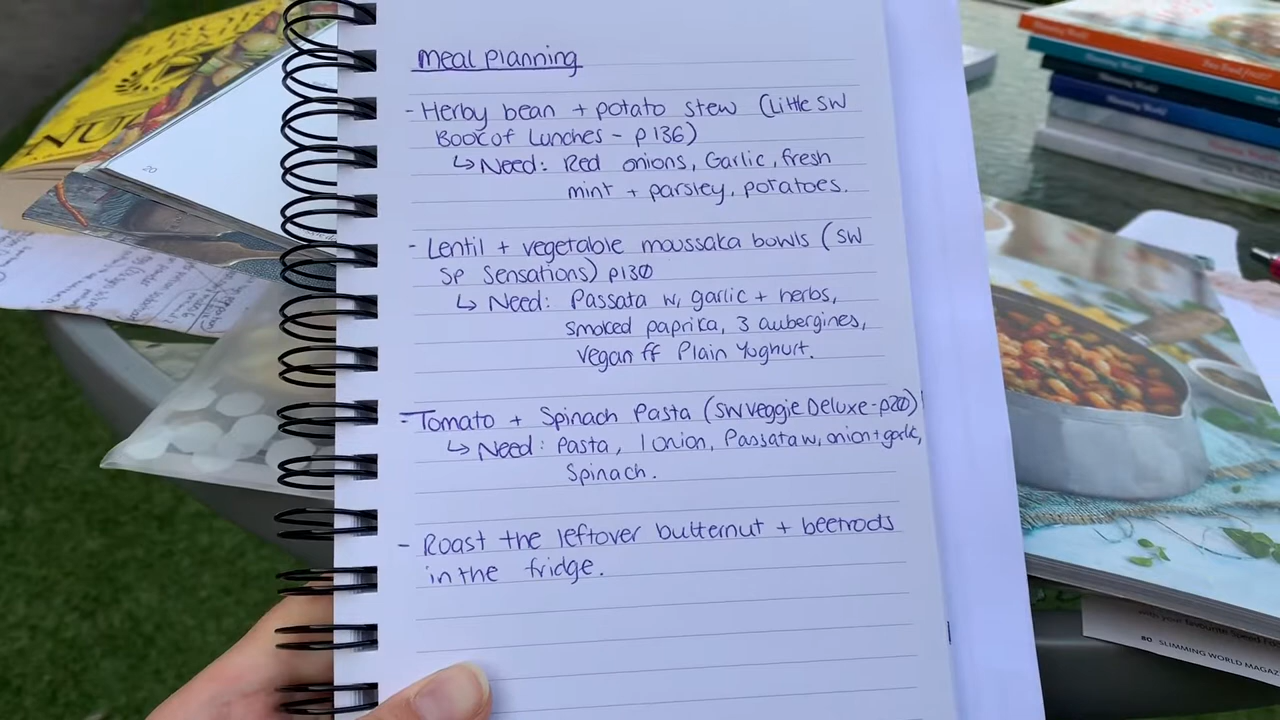 meal planning
- Herby bean + potato stew (Little SW
Book of Lunches - p136)
↳ Need: Red onions, Garlic, fresh
mint + parsley, potatoes.
- Lentil + vegetable moussaka bowls (SW
SP Sensations) p130
↳ Need: Passata w, garlic + herbs,
smoked paprika, 3 aubergines,
vegan ff Plain Yoghurt.
- Tomato + Spinach Pasta (SW Veggie Deluxe - p20)
↳ Need: Pasta, 1 onion, Passata w, onion + garlic,
Spinach.
- Roast the leftover butternut + beetroots
in the fridge.
20
80 SLIMMING WORLD MAGAZ